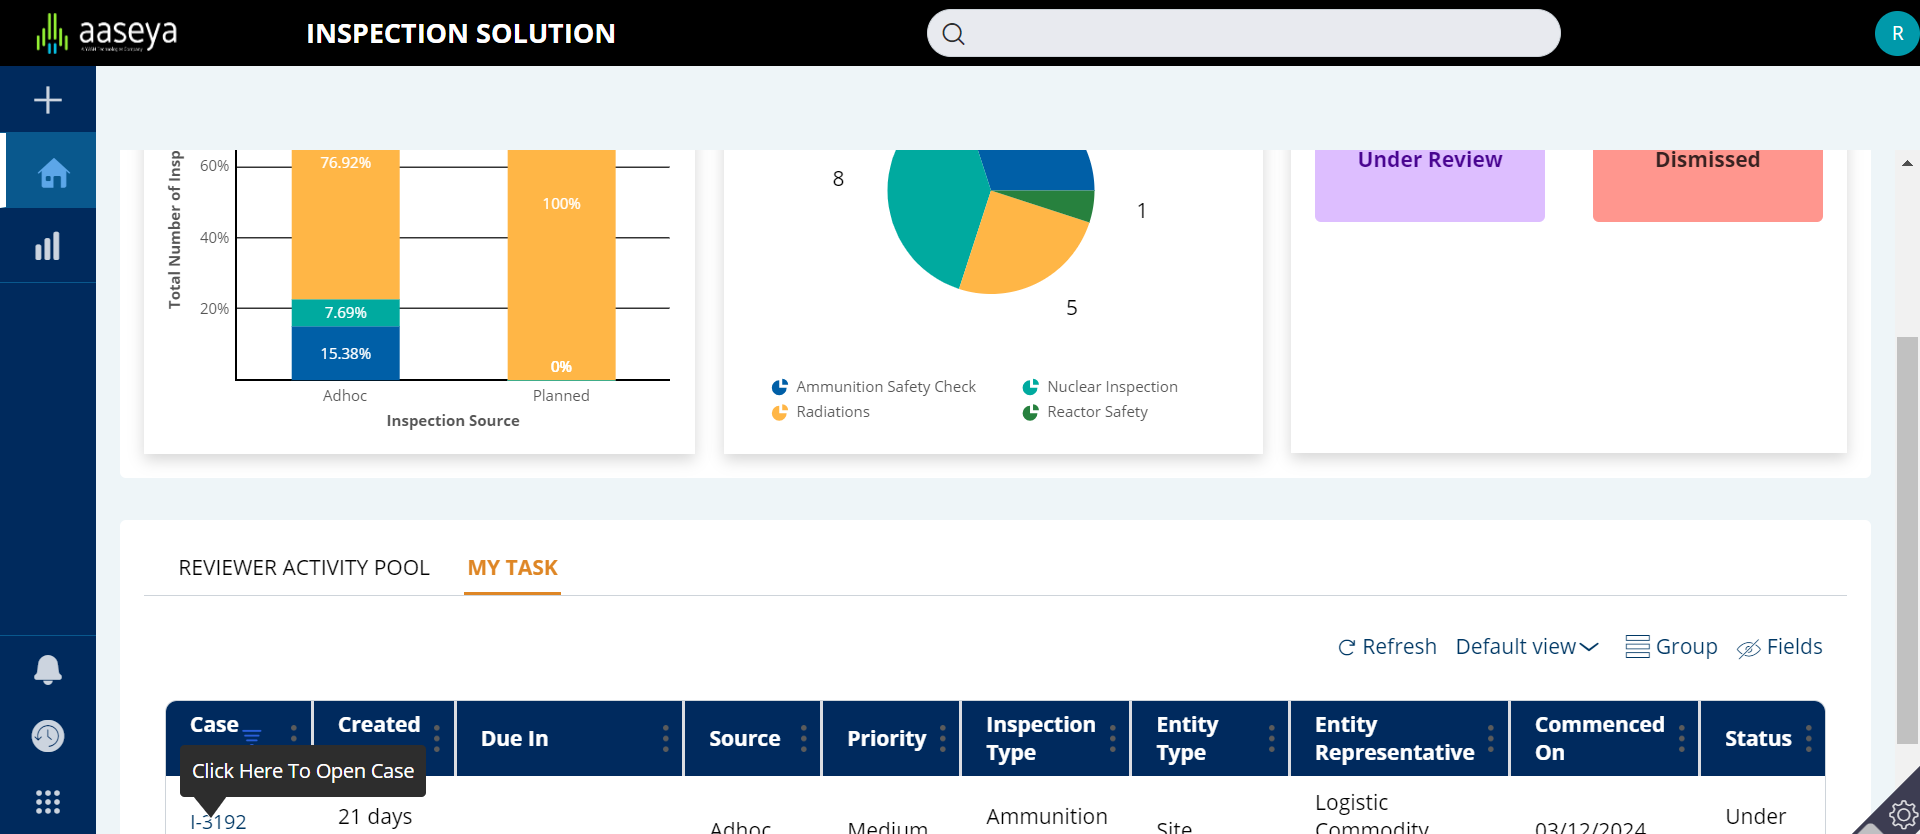 aaseya
INSPECTION SOLUTION
R
Total Number of Insp
60%
40%
20%
76.92%
7.69%
15.38%
100%
0%
Adhoc
Planned
Inspection Source
8
1
5
Ammunition Safety Check
Nuclear Inspection
Radiations
Reactor Safety
Under Review
Dismissed
REVIEWER ACTIVITY POOL
MY TASK
Refresh
Default view
Group
Fields
Case
Created
Due In
Source
Priority
Inspection
Type
Entity
Type
Entity
Representative
Commenced
On
Status
Click Here To Open Case
I-3192
21 days
Adhoc
Medium
Ammunition
Site
Logistic
Commodity
03/12/2024
Under